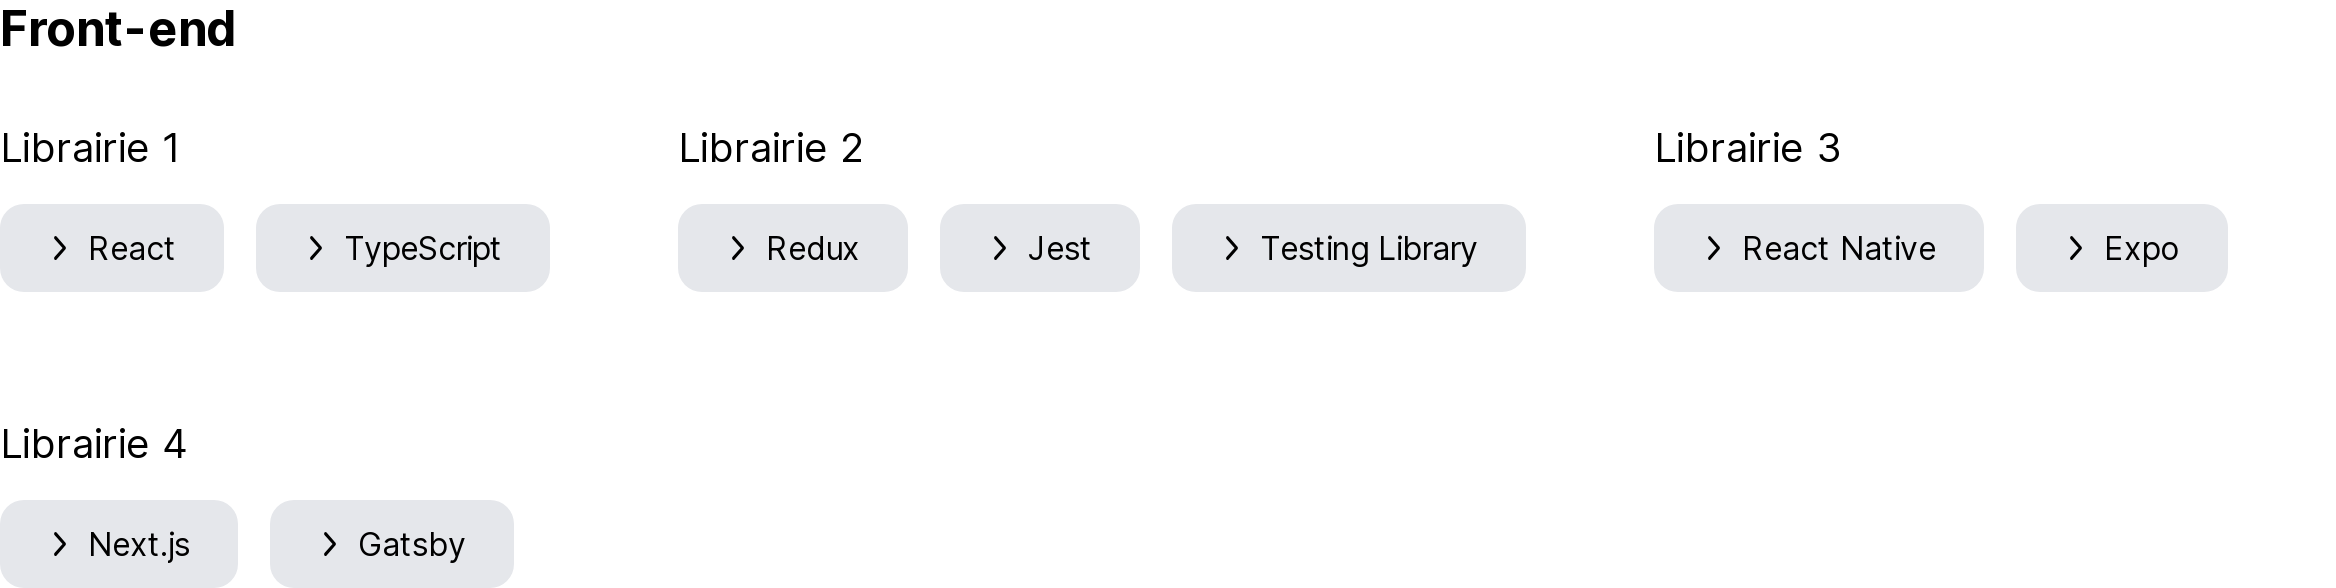 Front-end
Librairie 1
React
TypeScript
Librairie 2
Redux
Jest
Testing Library
Librairie 3
React Native
Expo
Librairie 4
Next.js
Gatsby